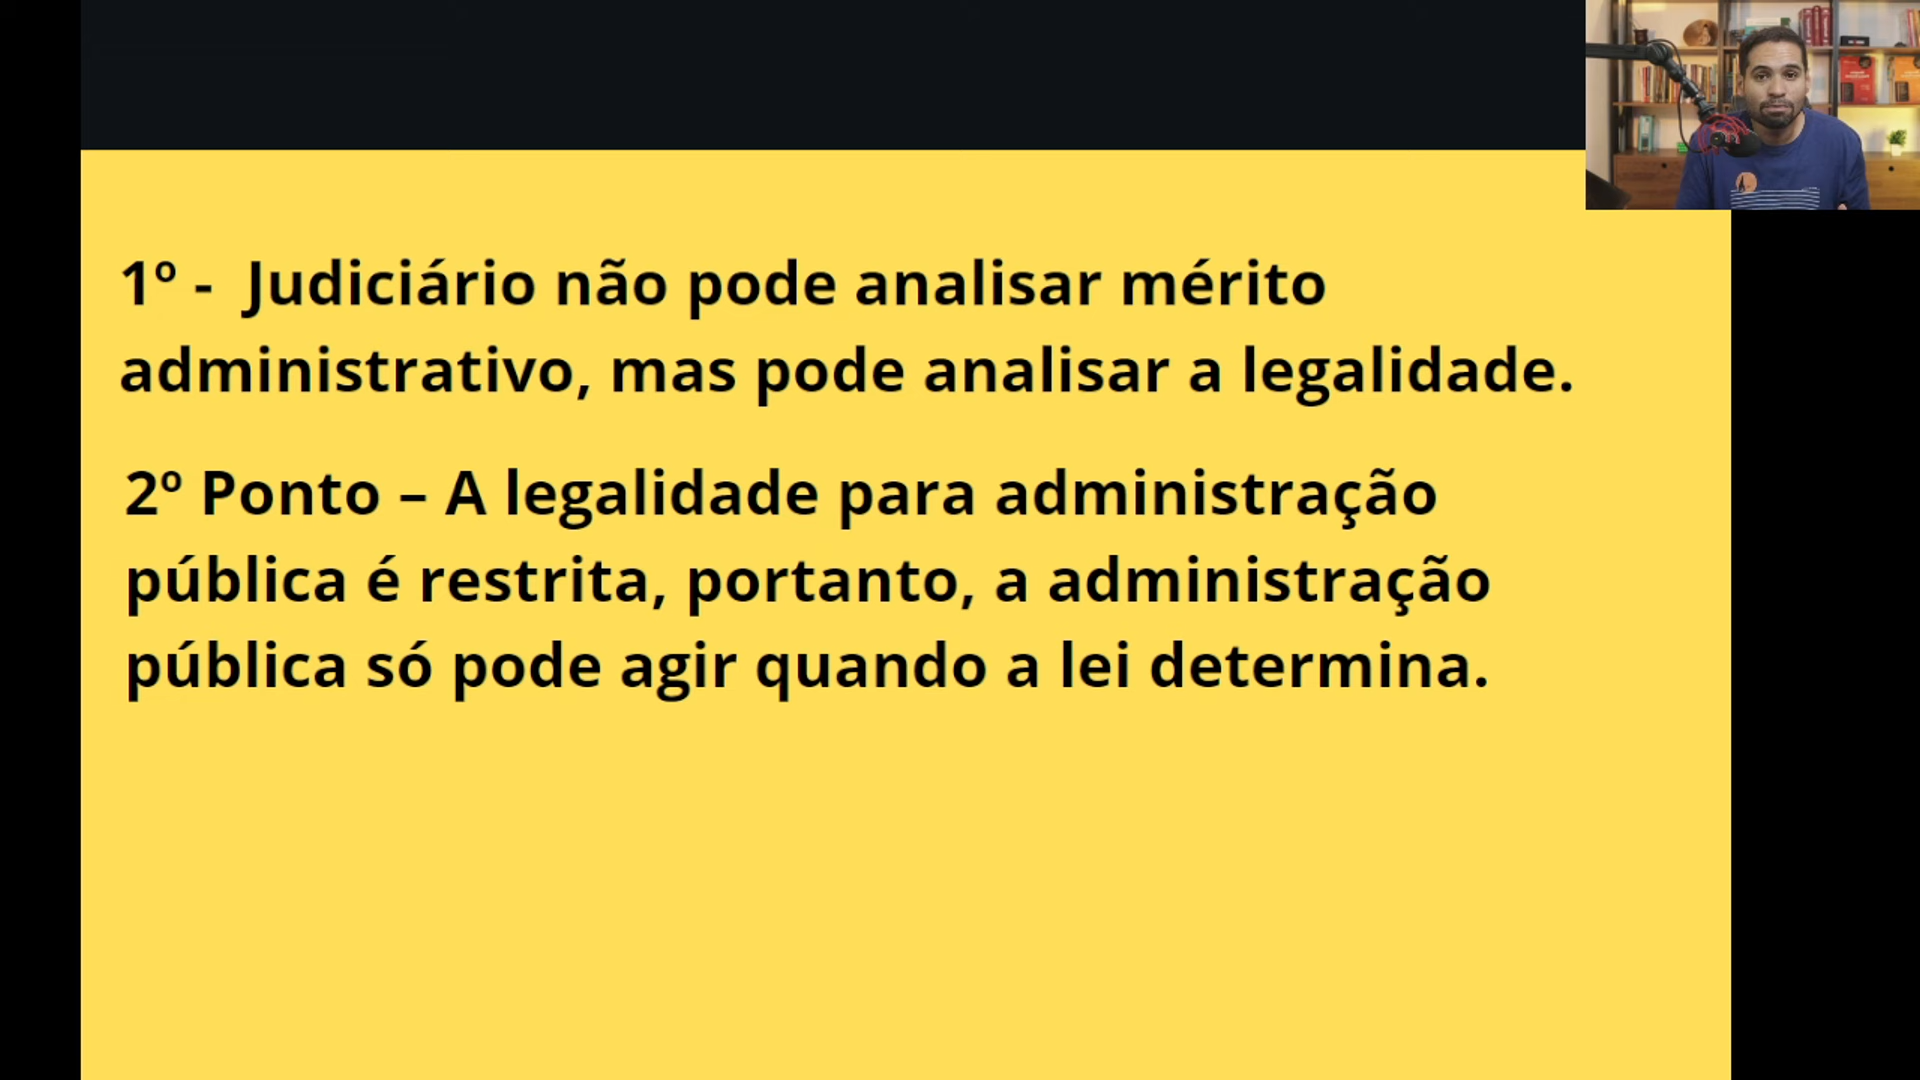 1º - Judiciário não pode analisar mérito
administrativo, mas pode analisar a legalidade.
2º Ponto – A legalidade para administração
pública é restrita, portanto, a administração
pública só pode agir quando a lei determina.